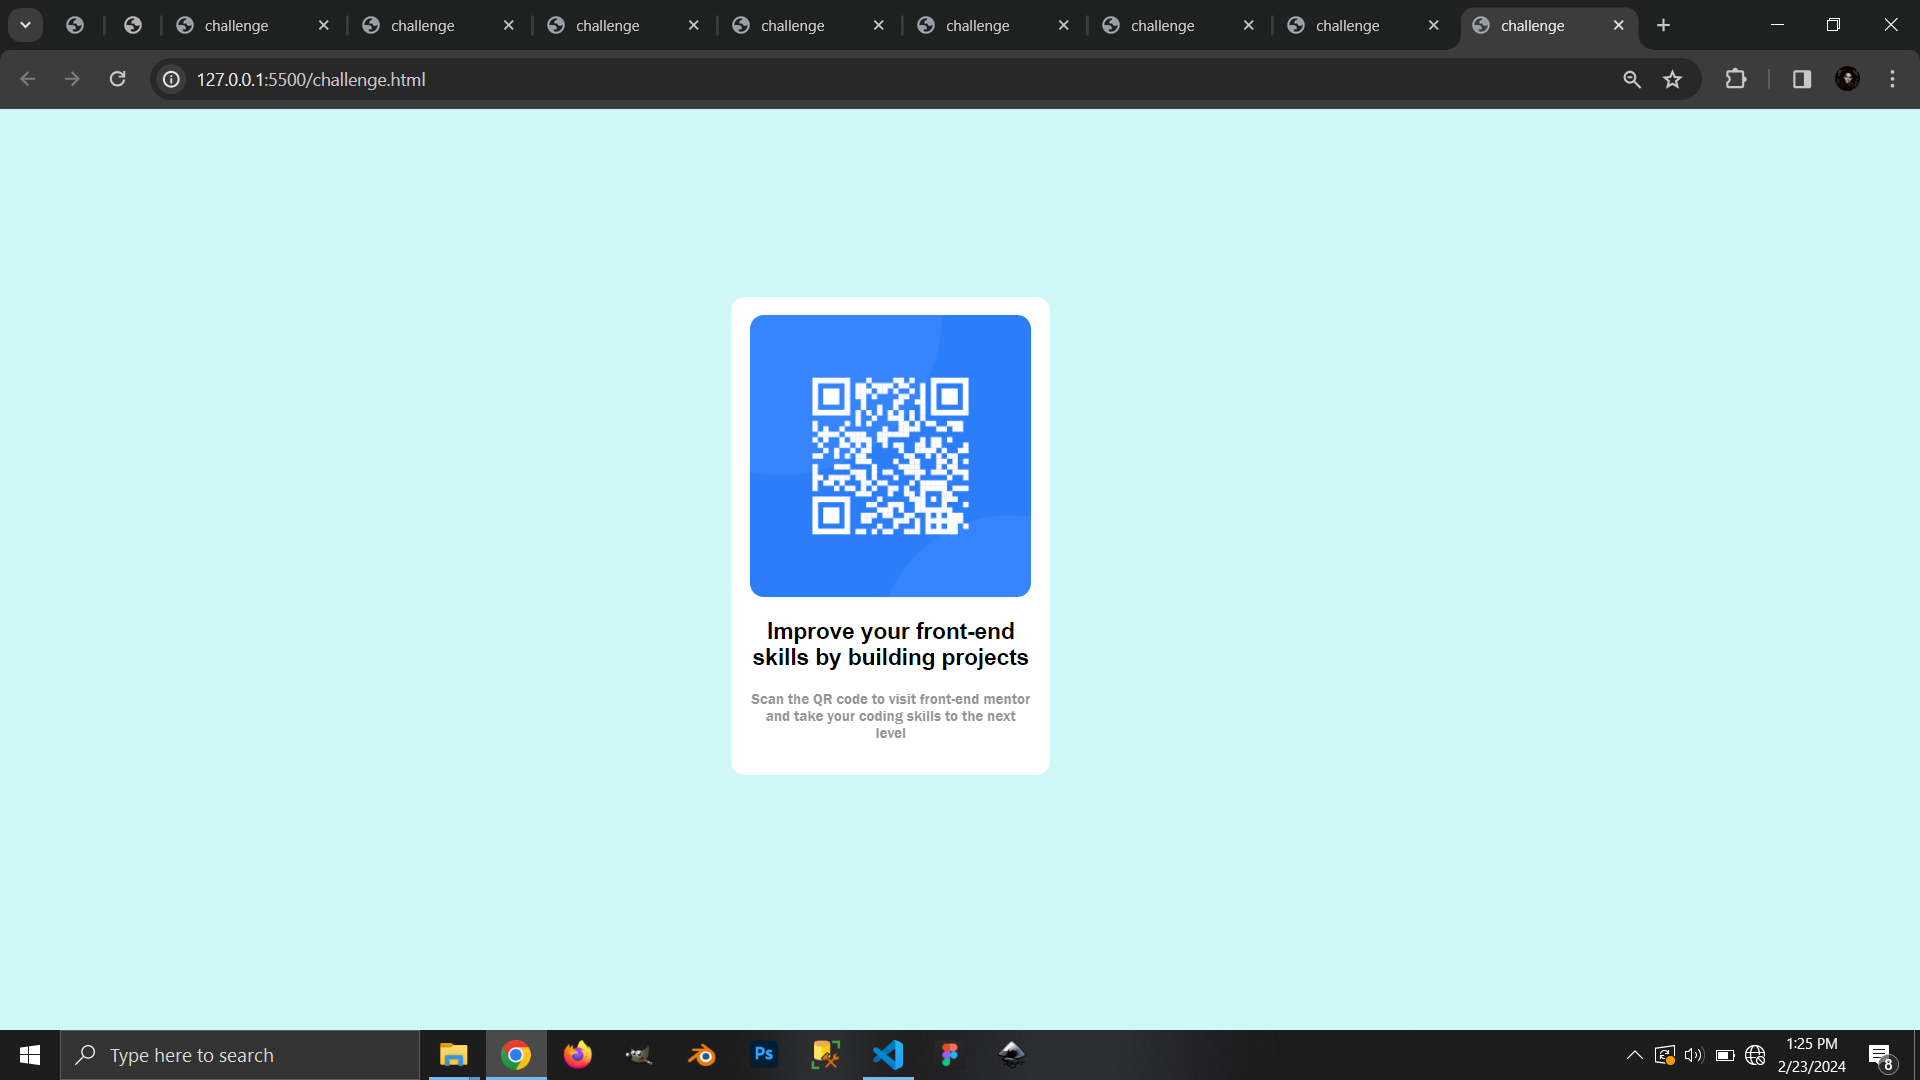 challenge
challenge
challenge
challenge
challenge
challenge
challenge
challenge
127.0.0.1:5500/challenge.html
Improve your front-end
skills by building projects
Scan the QR code to visit front-end mentor
and take your coding skills to the next
level
Type here to search
Ps
1:25 PM
2/23/2024
8